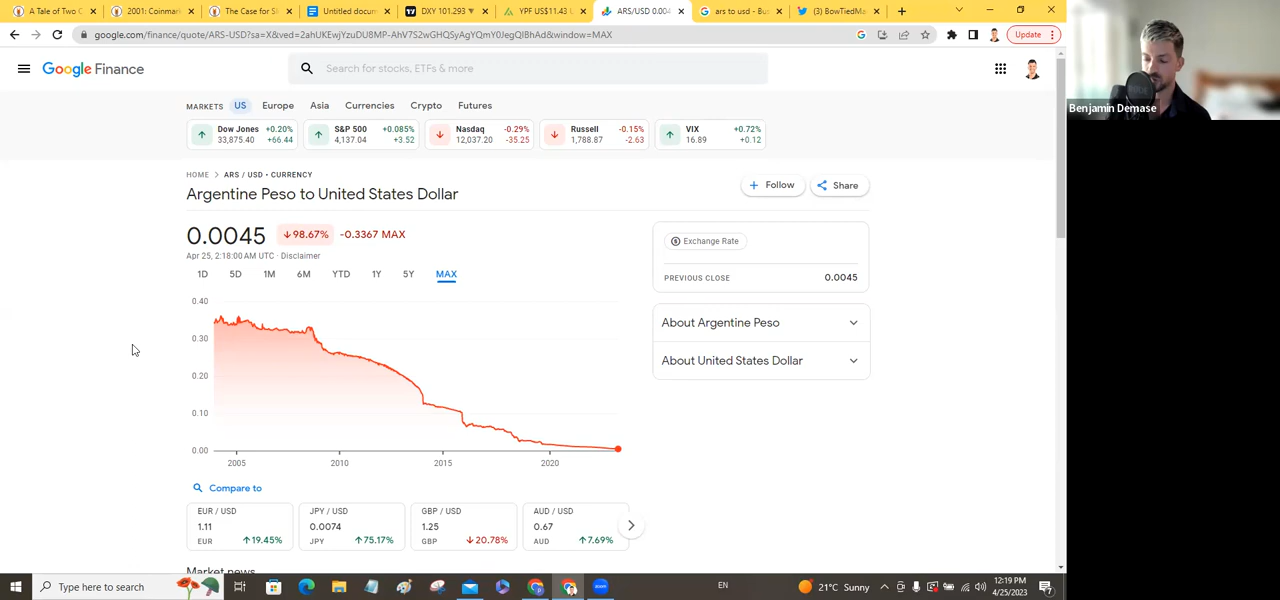 A Tale of Two C
2001: Coinmark
The Case for Sl
Untitled docum
DXY 101.293
YPF US$11.43
ARS/USD 0.004
ars to usd - Bus
(3) BowTiedMa
google.com/finance/quote/ARS-USD?sa=X&ved=2ahUKEwjYzuDU8MP-AhV7S2wGHQSyAgYQmY0JegQIBhAd&window=MAX
Update
Google Finance
Search for stocks, ETFs & more
MARKETS US Europe Asia Currencies Crypto Futures
Dow Jones +0.20%
33,875.40 +66.44
S&P 500 +0.085%
4,137.04 +3.52
Nasdaq -0.29%
12,037.20 -35.25
Russell -0.15%
1,788.87 -2.63
VIX +0.72%
16.89 +0.12
Benjamin Demase
HOME > ARS / USD • CURRENCY
Argentine Peso to United States Dollar
Follow
Share
0.0045 98.67% -0.3367 MAX
Apr 25, 2:18:00 AM UTC · Disclaimer
1D 5D 1M 6M YTD 1Y 5Y MAX
0.40
0.30
0.20
0.10
0.00
2005 2010 2015 2020
Exchange Rate
PREVIOUS CLOSE 0.0045
About Argentine Peso
About United States Dollar
Compare to
EUR / USD
1.11
EUR 19.45%
JPY / USD
0.0074
JPY 75.17%
GBP / USD
1.25
GBP 20.78%
AUD / USD
0.67
AUD 7.69%
Market news
Type here to search
EN
21°C Sunny
12:19 PM
4/25/2023